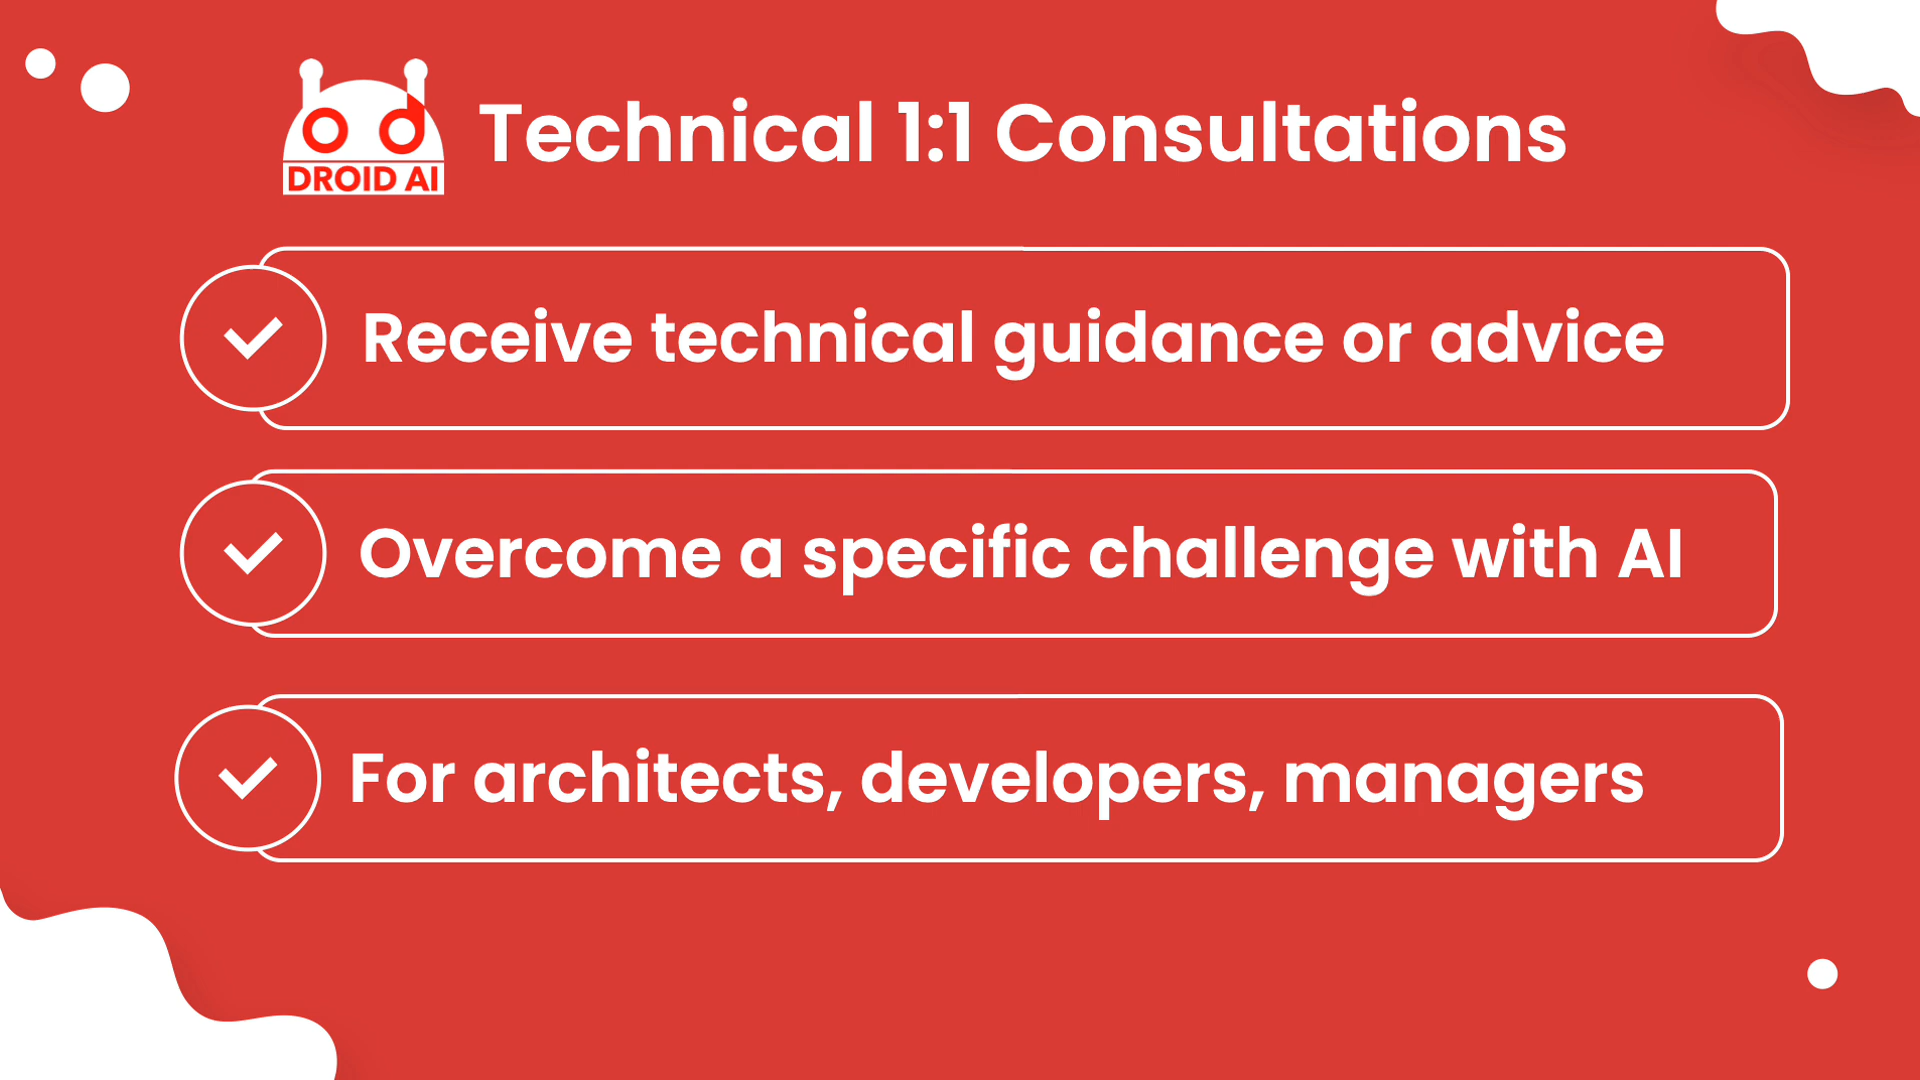 DROID AI
Technical 1:1 Consultations
Receive technical guidance or advice
Overcome a specific challenge with AI
For architects, developers, managers